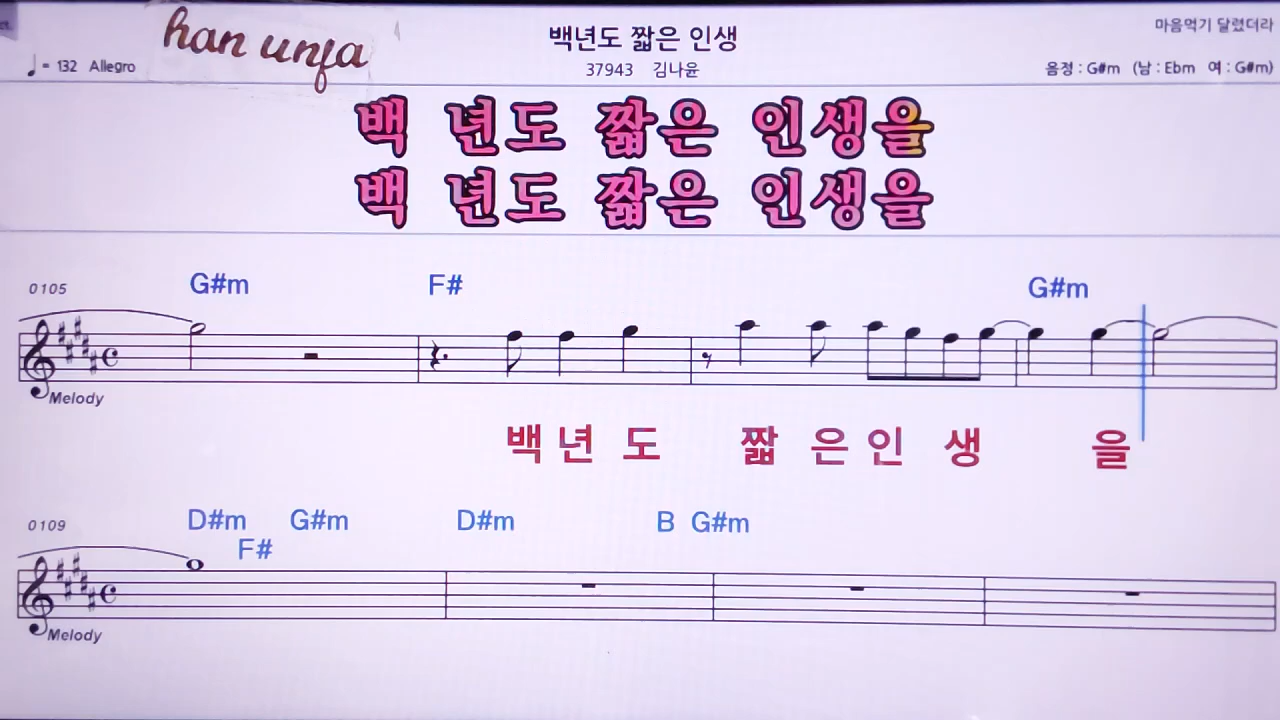 han unfa
백년도 짧은 인생
마음먹기 달렸더라
♩= 132 Allegro
37943 김나윤
음정 : G#m (남 : Ebm 여 : G#m)
백 년도 짧은 인생을
백 년도 짧은 인생을
0105
G#m F# G#m
Melody
백 년 도 짧 은 인 생 을
0109
D#m G#m D#m B G#m
F#
Melody